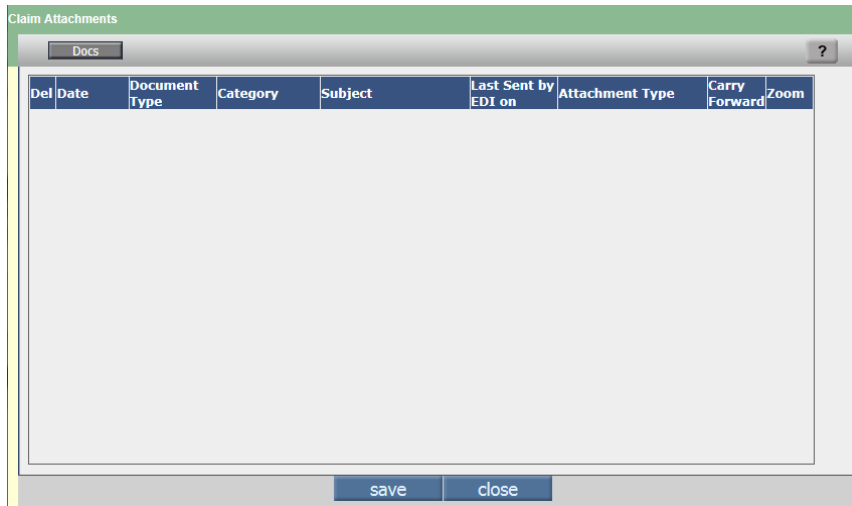 Claim Attachments
Docs
?
Del Date Document Type Category Subject Last Sent by EDI on Attachment Type Carry Forward Zoom
save close